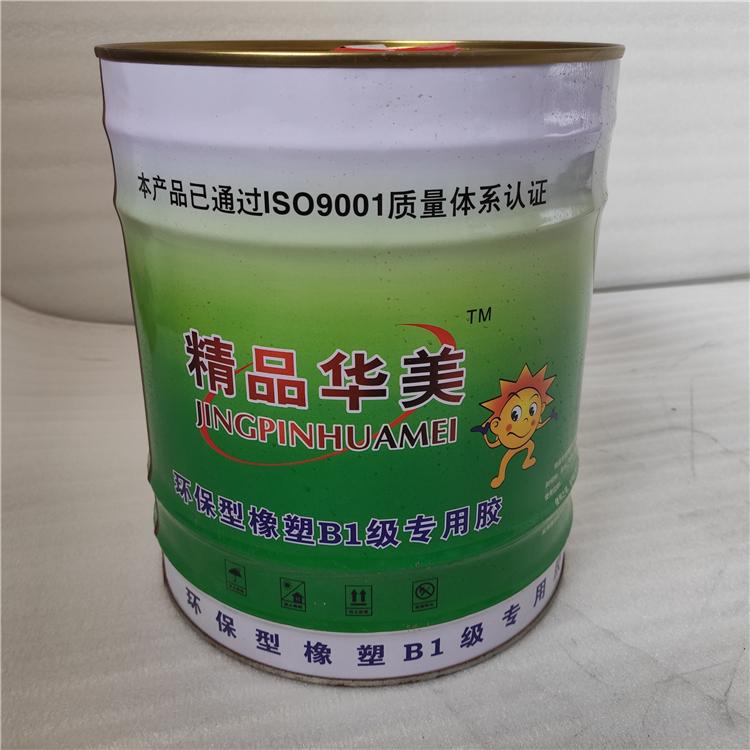 本产品已通过ISO9001质量体系认证
TM
精品华美
JINGPINHUAMEI
环保型橡塑B1级专用胶
环保型橡塑B1级专用